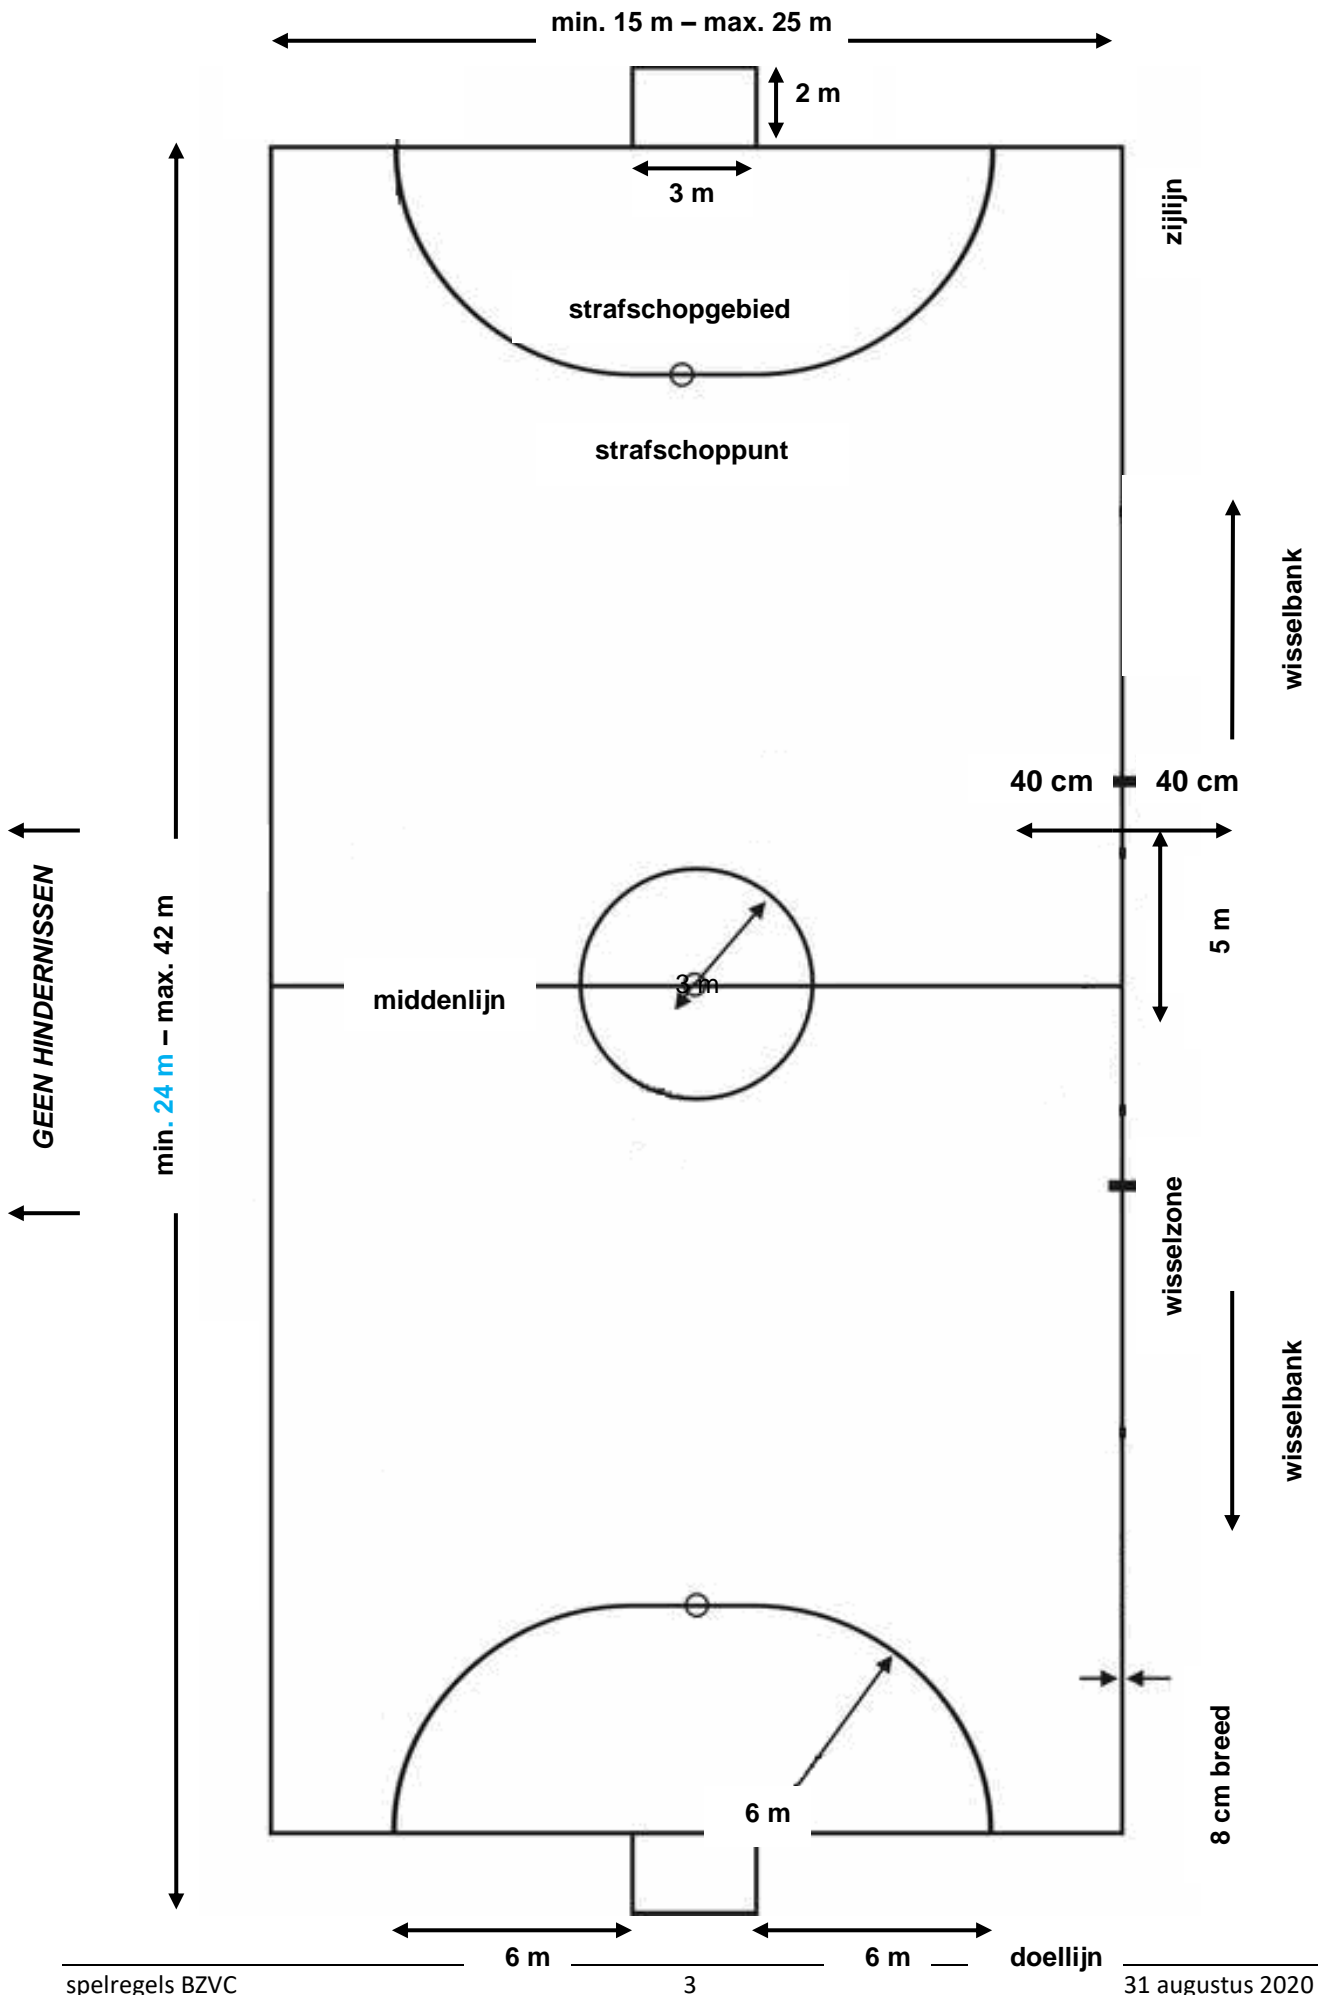 min. 15 m – max. 25 m
2 m
3 m
zijlijn
strafschopgebied
strafschoppunt
wisselbank
40 cm
40 cm
GEEN HINDERNISSEN
min. 24 m – max. 42 m
5 m
3 m
middenlijn
wisselzone
wisselbank
8 cm breed
6 m
6 m
6 m
doellijn
spelregels BZVC
3
31 augustus 2020